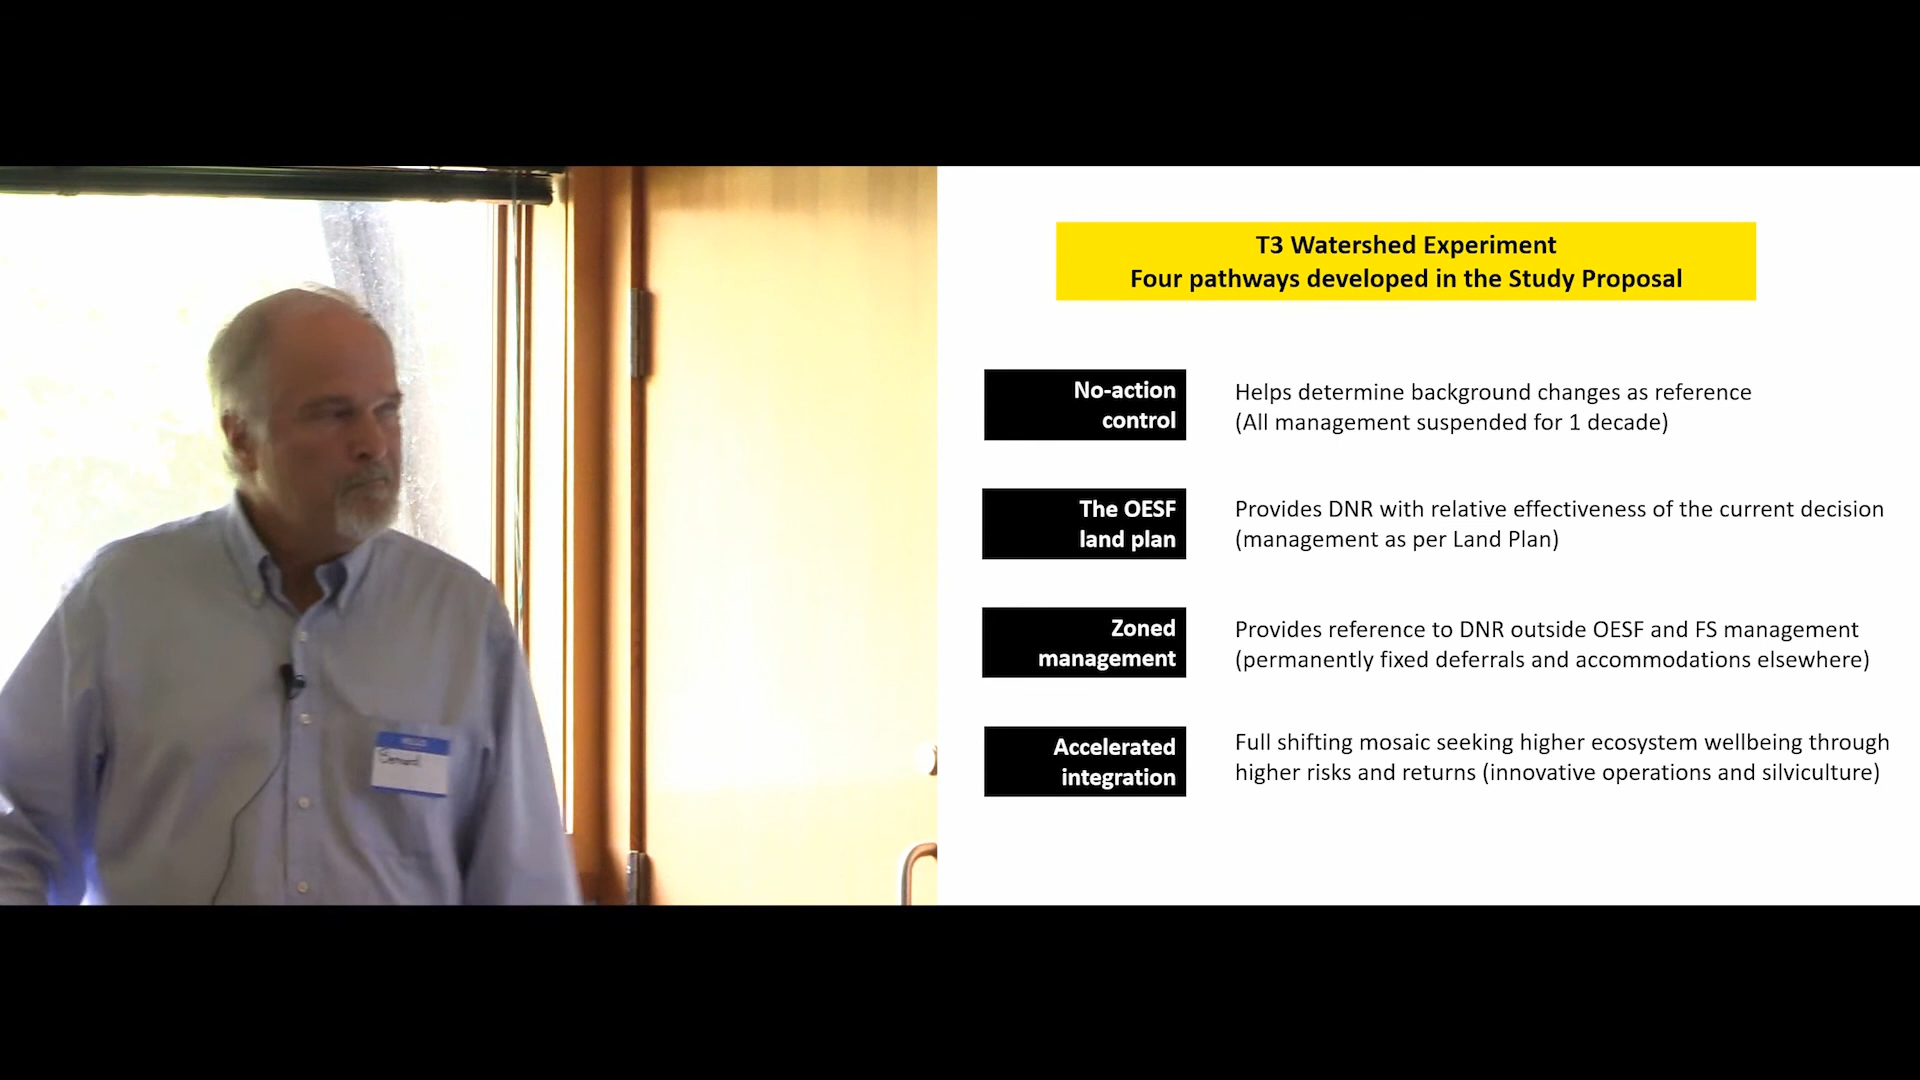 T3 Watershed Experiment
Four pathways developed in the Study Proposal
No-action
control
Helps determine background changes as reference
(All management suspended for 1 decade)
The OESF
land plan
Provides DNR with relative effectiveness of the current decision
(management as per Land Plan)
Zoned
management
Provides reference to DNR outside OESF and FS management
(permanently fixed deferrals and accommodations elsewhere)
Accelerated
integration
Full shifting mosaic seeking higher ecosystem wellbeing through
higher risks and returns (innovative operations and silviculture)